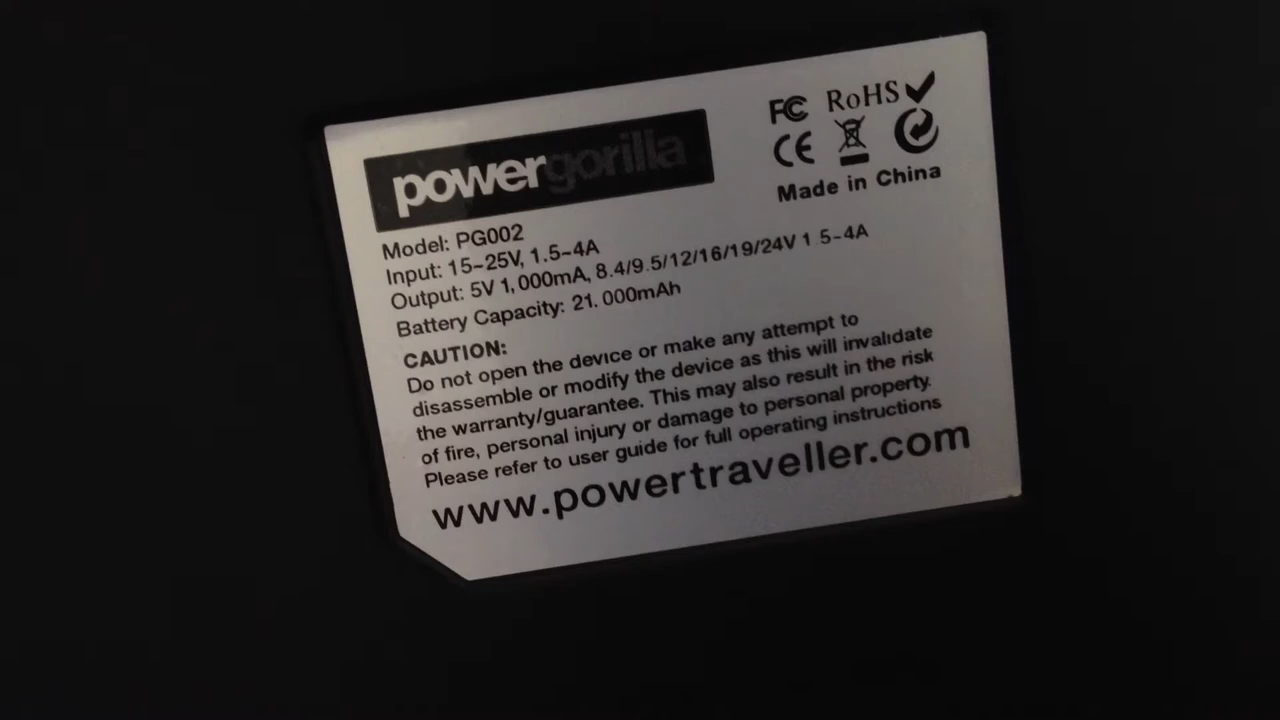 powergorilla
FC RoHS
CE
Made in China
Model: PG002
Input: 15~25V, 1.5~4A
Output: 5V 1,000mA, 8.4/9.5/12/16/19/24V 1.5~4A
Battery Capacity: 21.000mAh
CAUTION:
Do not open the device or make any attempt to
disassemble or modify the device as this will invalidate
the warranty/guarantee. This may also result in the risk
of fire, personal injury or damage to personal property.
Please refer to user guide for full operating instructions
www.powertraveller.com